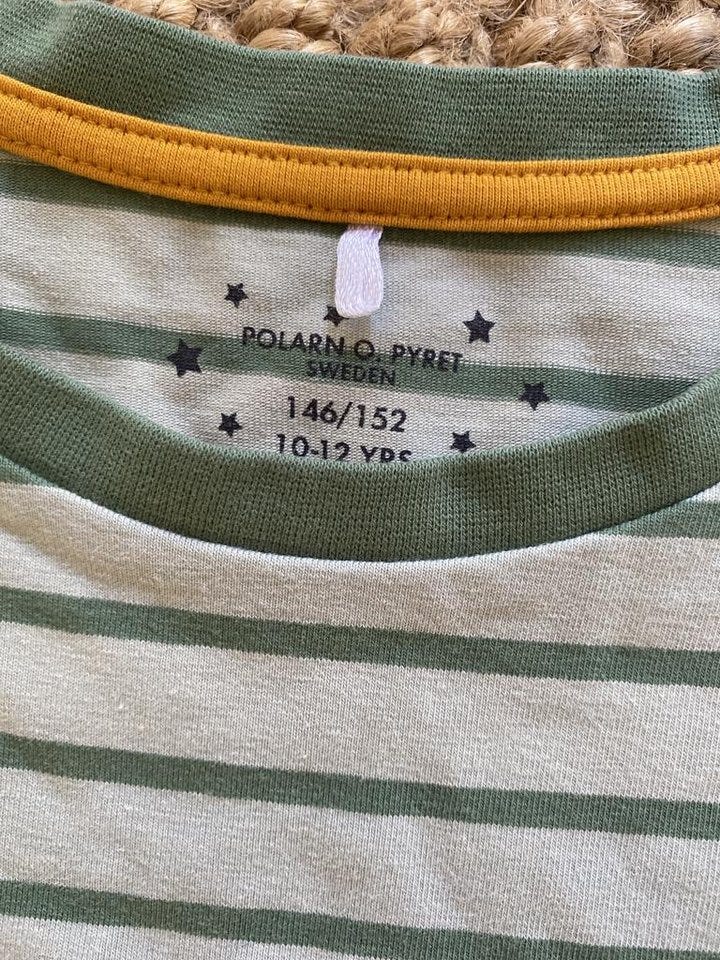 POLARN O. PYRET
SWEDEN
146/152
10-12 YRS